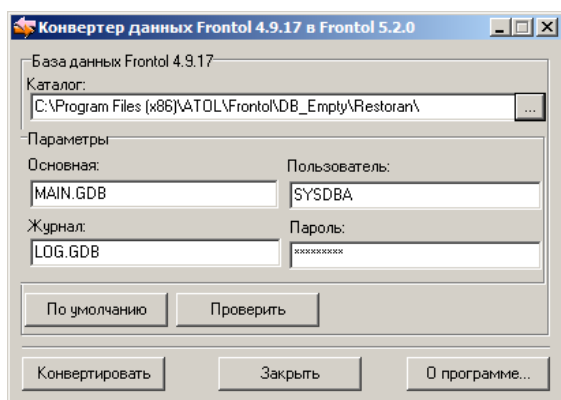 Конвертер данных Frontol 4.9.17 в Frontol 5.2.0
База данных Frontol 4.9.17
Каталог:
C:\Program Files (x86)\ATOL\Frontol\DB_Empty\Restoran\
...
Параметры
Основная:
Пользователь:
MAIN.GDB
SYSDBA
Журнал:
Пароль:
LOG.GDB
×××××××××
По умолчанию
Проверить
Конвертировать
Закрыть
О программе...